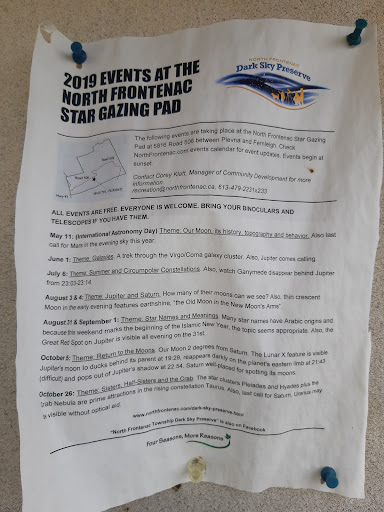 2019 EVENTS AT THE
NORTH FRONTENAC
STAR GAZING PAD
NORTH FRONTENAC
Dark Sky Preserve
The following events are taking place at the North Frontenac Star Gazing
Pad at 5816 Road 506 between Plevna and Fernleigh. Check
NorthFrontenac.com events calendar for event updates. Events begin at
sunset.
Contact Corey Klatt, Manager of Community Development for more
information.
recreation@northfrontenac.ca, 613-479-2231x233
ALL EVENTS ARE FREE. EVERYONE IS WELCOME. BRING YOUR BINOCULARS AND
TELESCOPES IF YOU HAVE THEM.
May 11: (International Astronomy Day) Theme: Our Moon, its history, topography and behavior. Also last
call for Mars in the evening sky this year.
June 1: Theme: Galaxies. A trek through the Virgo/Coma galaxy cluster. Also, Jupiter comes calling.
July 6: Theme: Summer and Circumpolar Constellations. Also, watch Ganymede disappear behind Jupiter
from 23:03-23:14
August 3 & 4: Theme: Jupiter and Saturn. How many of their moons can we see? Also, thin crescent
Moon in the early evening features earthshine, "the Old Moon in the New Moon's Arms".
August 31 & September 1: Theme: Star Names and Meanings. Many star names have Arabic origins and
because this weekend marks the beginning of the Islamic New Year, the topic seems appropriate. Also, the
Great Red Spot on Jupiter is visible all evening on the 31st.
October 5: Theme: Return to the Moons. Our Moon 2 degrees from Saturn. The Lunar X feature is visible.
Jupiter's moon Io ducks behind its parent at 19:29, reappears darkly on the planet's eastern limb at 21:43
(difficult) and pops out of Jupiter's shadow at 22:54. Saturn well-placed for spotting its moons.
October 26: Theme: Sisters, Half-Sisters and the Crab. The star clusters Pleiades and Hyades plus the
Crab Nebula are prime attractions in the rising constellation Taurus. Also, last call for Saturn. Uranus may
visible without optical aid.
www.northfrontenac.com/dark-sky-preserve.html
"North Frontenac Township Dark Sky Preserve" is also on Facebook
Four Seasons, More Reasons